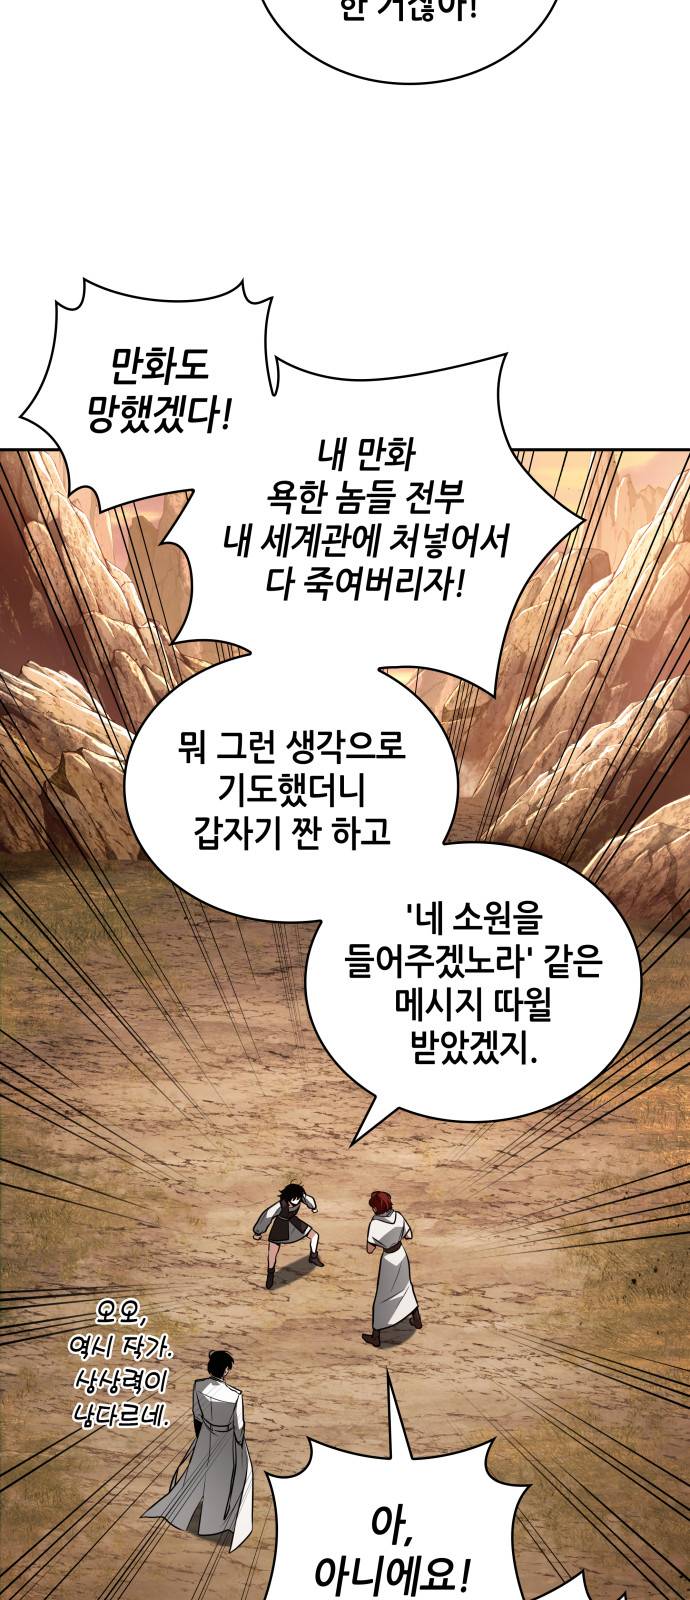 한 거잖아!
만화도
망했겠다!
내 만화
욕한 놈들 전부
내 세계관에 처넣어서
다 죽여버리자!
뭐 그런 생각으로
기도했더니
갑자기 짠 하고
'네 소원을
들어주겠노라' 같은
메시지 따윌
받았겠지.
오오,
역시 작가.
상상력이
남다르네.
아,
아니에요!